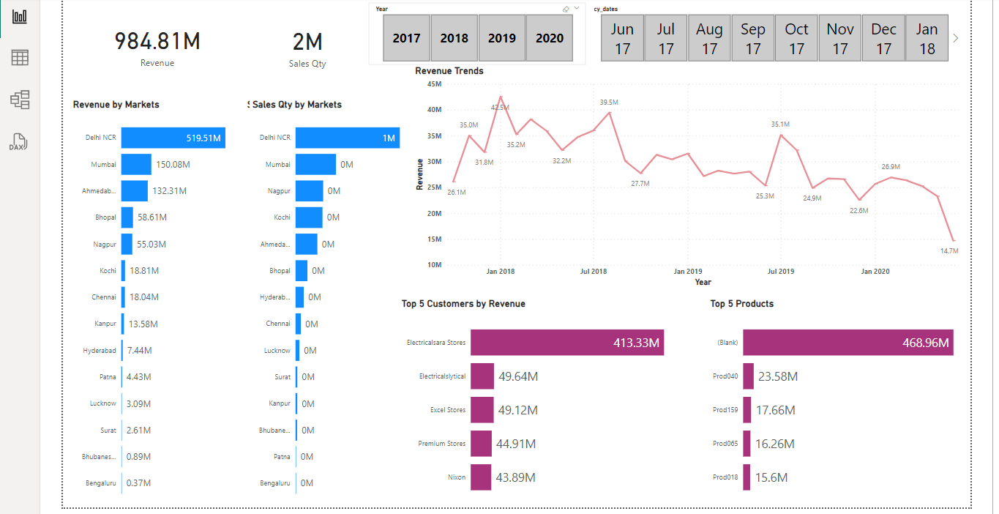 DAX
984.81M
Revenue
2M
Sales Qty
Year
2017
2018
2019
2020
cy_dates
Jun
17
Jul
17
Aug
17
Sep
17
Oct
17
Nov
17
Dec
17
Jan
18
Revenue by Markets
Delhi NCR 519.51M
Mumbai 150.08M
Ahmedab... 132.31M
Bhopal 58.61M
Nagpur 55.03M
Kochi 18.81M
Chennai 18.04M
Kanpur 13.58M
Hyderabad 7.44M
Patna 4.43M
Lucknow 3.09M
Surat 2.61M
Bhubanes... 0.89M
Bengaluru 0.37M
Sales Qty by Markets
Delhi NCR 1M
Mumbai 0M
Nagpur 0M
Kochi 0M
Ahmeda... 0M
Bhopal 0M
Hyderab... 0M
Chennai 0M
Lucknow 0M
Surat 0M
Kanpur 0M
Bhubane... 0M
Patna 0M
Bengaluru 0M
Revenue Trends
Revenue
45M
40M
35M
30M
25M
20M
15M
10M
26.1M
35.0M
31.8M
42.5M
35.2M
32.2M
39.5M
27.7M
25.3M
35.1M
24.9M
22.6M
26.9M
14.7M
Jan 2018
Jul 2018
Jan 2019
Jul 2019
Jan 2020
Year
Top 5 Customers by Revenue
Electricalsara Stores 413.33M
Electricalslytical 49.64M
Excel Stores 49.12M
Premium Stores 44.91M
Nixon 43.89M
Top 5 Products
(Blank) 468.96M
Prod040 23.58M
Prod159 17.66M
Prod065 16.26M
Prod018 15.6M